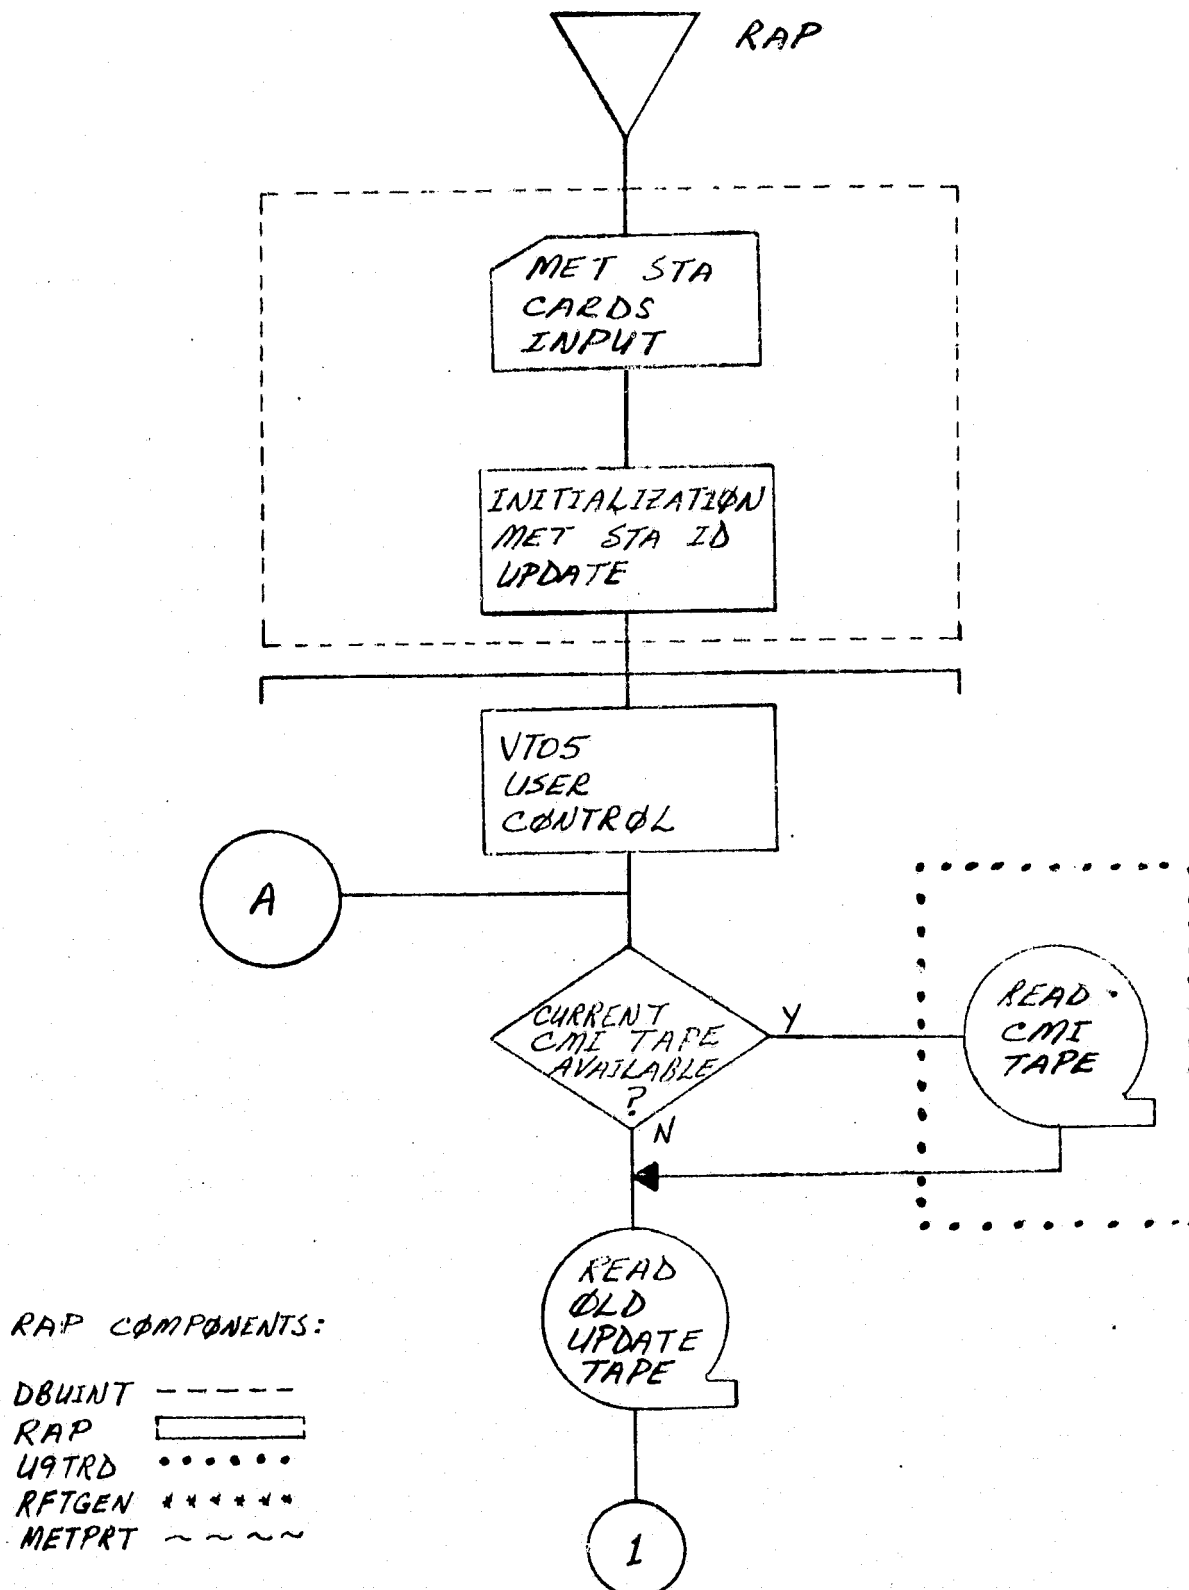 RAP
MET STA
CARDS
INPUT
INITIALIZATIØN
MET STA ID
UPDATE
VT05
USER
CØNTRØL
A
CURRENT
CMI TAPE
AVAILABLE
?
Y
N
READ
CMI
TAPE
READ
ØLD
UPDATE
TAPE
1
RAP CØMPØNENTS:
DBUINT
RAP
U9TRD
RFTGEN
METPRT